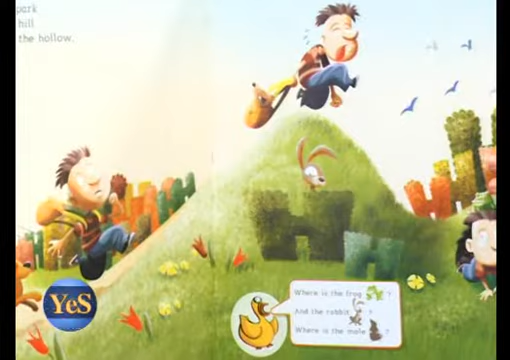 park
hill
the hollow.
H
H
Where is the frog ?
And the rabbit ?
Where is the mole ?
YeS